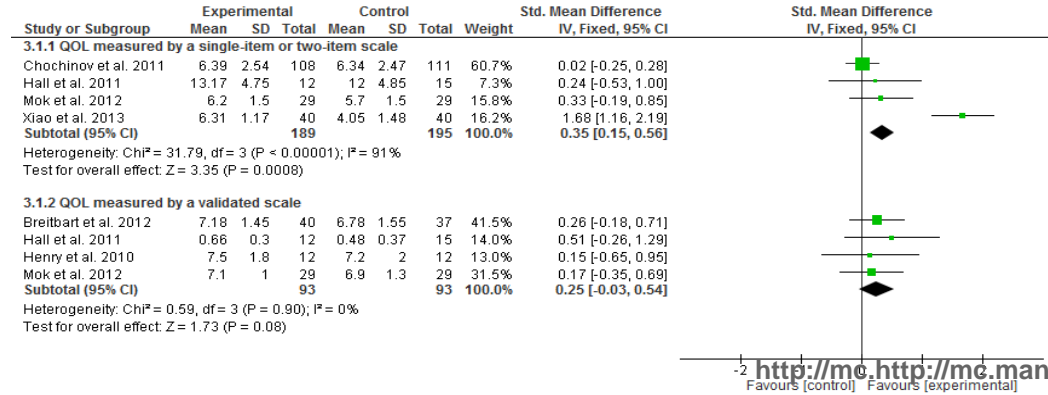 Experimental Control Std. Mean Difference Std. Mean Difference
Study or Subgroup Mean SD Total Mean SD Total Weight IV, Fixed, 95% CI IV, Fixed, 95% CI
3.1.1 QOL measured by a single-item or two-item scale
Chochinov et al. 2011 6.39 2.54 108 6.34 2.47 111 60.7% 0.02 [-0.25, 0.28]
Hall et al. 2011 13.17 4.75 12 12 4.85 15 7.3% 0.24 [-0.53, 1.00]
Mok et al. 2012 6.2 1.5 29 5.7 1.5 29 15.8% 0.33 [-0.19, 0.85]
Xiao et al. 2013 6.31 1.17 40 4.05 1.48 40 16.2% 1.68 [1.16, 2.19]
Subtotal (95% CI) 189 195 100.0% 0.35 [0.15, 0.56]
Heterogeneity: Chi² = 31.79, df = 3 (P < 0.00001); I² = 91%
Test for overall effect: Z = 3.35 (P = 0.0008)
3.1.2 QOL measured by a validated scale
Breitbart et al. 2012 7.18 1.45 40 6.78 1.55 37 41.5% 0.26 [-0.18, 0.71]
Hall et al. 2011 0.66 0.3 12 0.48 0.37 15 14.0% 0.51 [-0.26, 1.29]
Henry et al. 2010 7.5 1.8 12 7.2 2 12 13.0% 0.15 [-0.65, 0.95]
Mok et al. 2012 7.1 1 29 6.9 1.3 29 31.5% 0.17 [-0.35, 0.69]
Subtotal (95% CI) 93 93 100.0% 0.25 [-0.03, 0.54]
Heterogeneity: Chi² = 0.59, df = 3 (P = 0.90); I² = 0%
Test for overall effect: Z = 1.73 (P = 0.08)
-2 0 2
http://mc.http://mc.man
Favours [control] Favours [experimental]